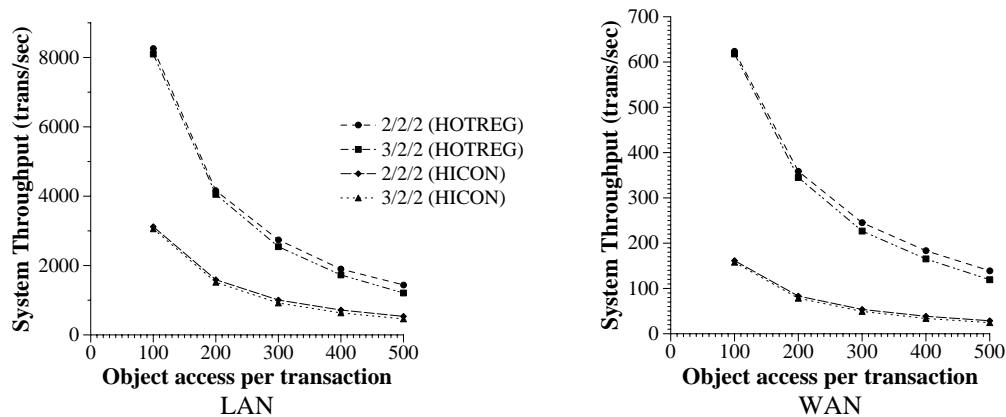 System Throughput (trans/sec)
8000
6000
4000
2000
0
0 100 200 300 400 500
Object access per transaction
LAN
2/2/2 (HOTREG)
3/2/2 (HOTREG)
2/2/2 (HICON)
3/2/2 (HICON)
System Throughput (trans/sec)
700
600
500
400
300
200
100
0
0 100 200 300 400 500
Object access per transaction
WAN